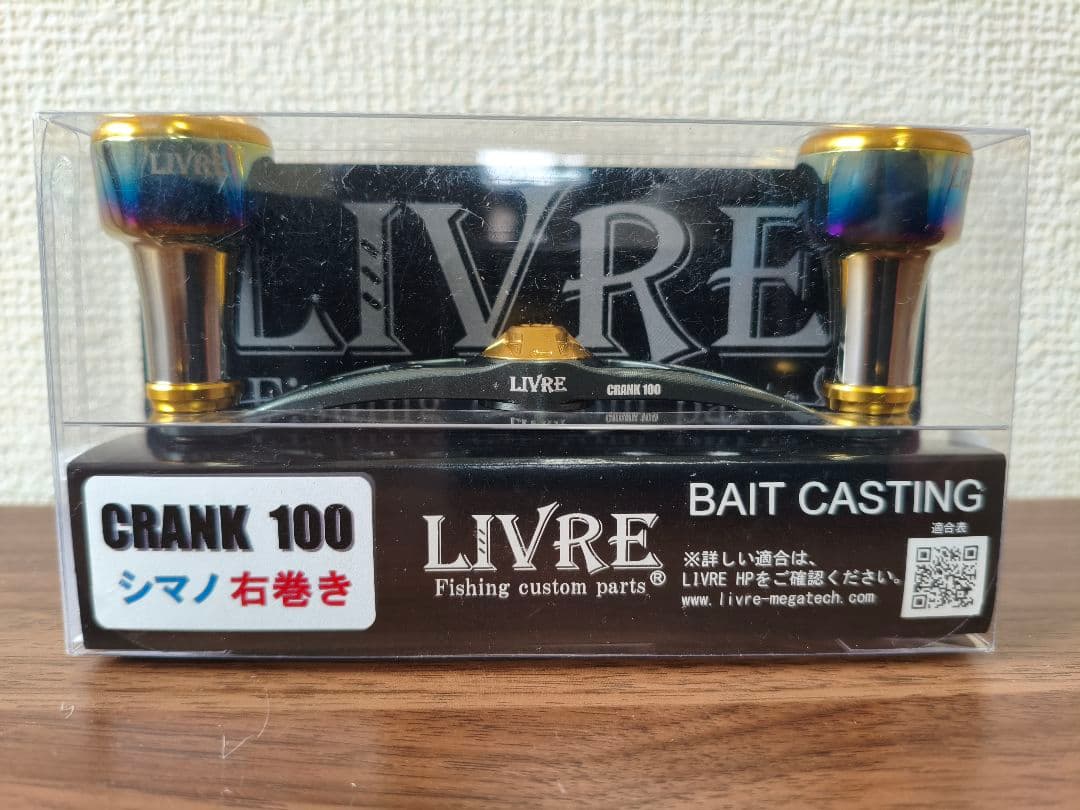 LIVRE
LIVRE
LIVRE
CRANK 100
CRANK 100
シマノ 右巻き
LIVRE
Fishing custom parts®
BAIT CASTING
適合表
※詳しい適合は、
LIVRE HPをご確認ください。
www.livre-megatech.com